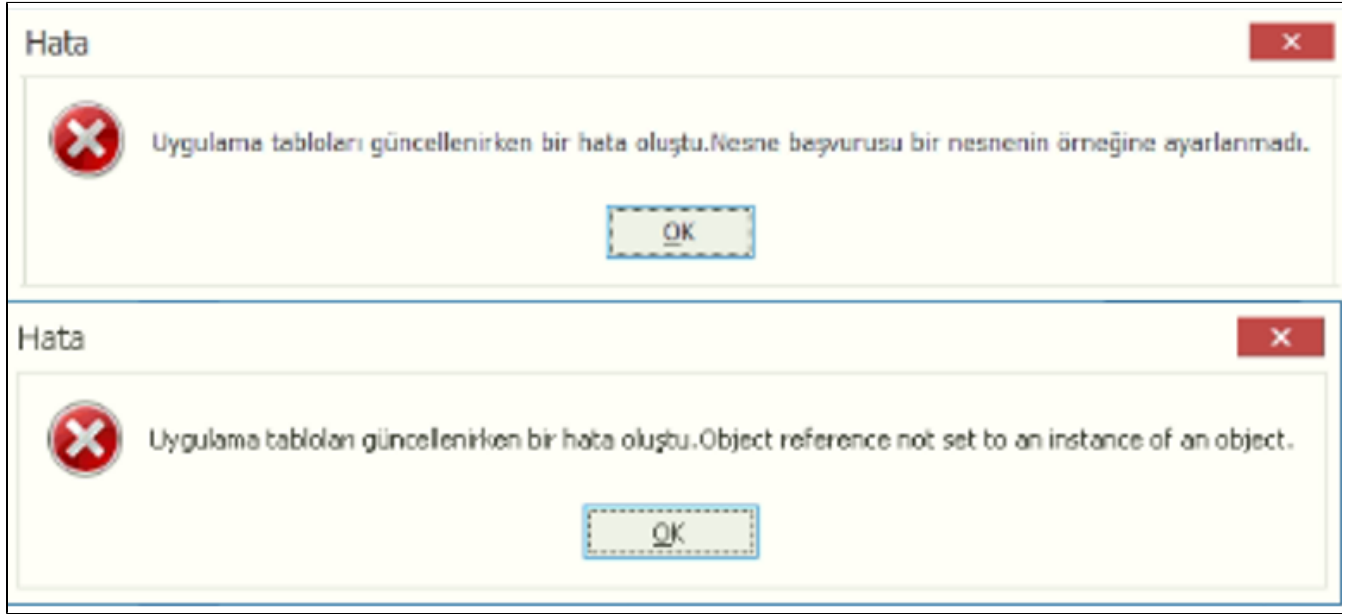 Hata
Uygulama tabloları güncellenirken bir hata oluştu.Nesne başvurusu bir nesnenin örneğine ayarlanmadı.
OK
Hata
Uygulama tabloları güncellenirken bir hata oluştu.Object reference not set to an instance of an object.
OK